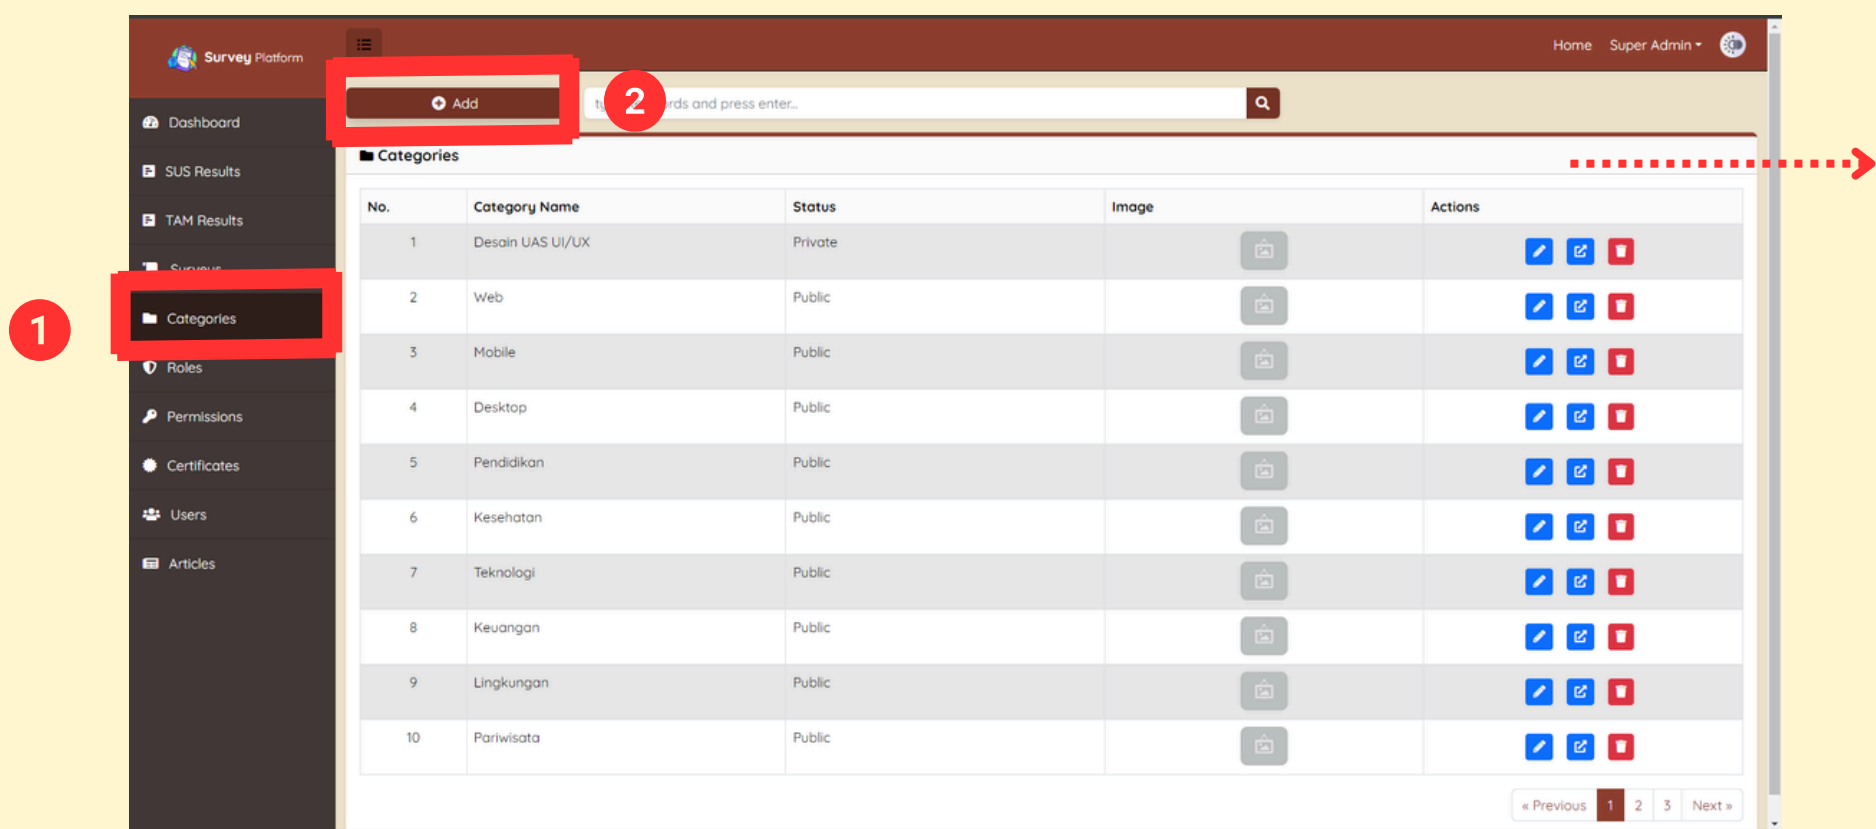 Survey Platform
Home Super Admin
Add
2
rds and press enter...
Dashboard
SUS Results
TAM Results
Surveys
1
Categories
Roles
Permissions
Certificates
Users
Articles
Categories
No. Category Name Status Image Actions
1 Desain UAS UI/UX Private
2 Web Public
3 Mobile Public
4 Desktop Public
5 Pendidikan Public
6 Kesehatan Public
7 Teknologi Public
8 Keuangan Public
9 Lingkungan Public
10 Pariwisata Public
« Previous 1 2 3 Next »